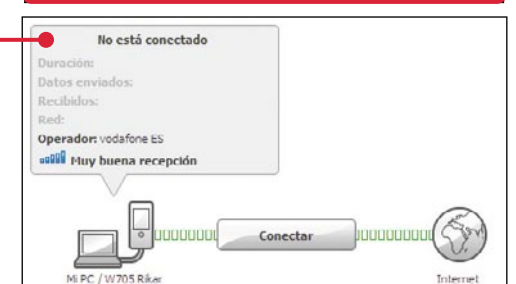 No está conectado
Duración:
Datos enviados:
Recibidos:
Red:
Operador: vodafone ES
Muy buena recepción
Conectar
Mi PC / W705 Rikar
Internet